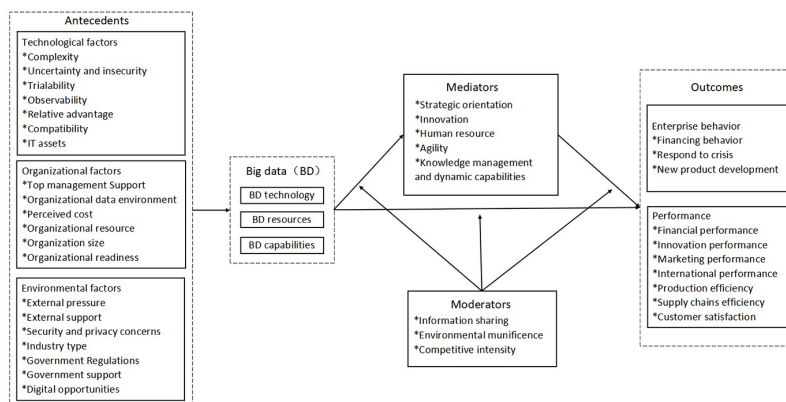 Antecedents
Technological factors
*Complexity
*Uncertainty and insecurity
*Trialability
*Observability
*Relative advantage
*Compatibility
*IT assets
Organizational factors
*Top management Support
*Organizational data environment
*Perceived cost
*Organizational resource
*Organization size
*Organizational readiness
Environmental factors
*External pressure
*External support
*Security and privacy concerns
*Industry type
*Government Regulations
*Government support
*Digital opportunities
Big data（BD）
BD technology
BD resources
BD capabilities
Mediators
*Strategic orientation
*Innovation
*Human resource
*Agility
*Knowledge management
and dynamic capabilities
Moderators
*Information sharing
*Environmental munificence
*Competitive intensity
Outcomes
Enterprise behavior
*Financing behavior
*Respond to crisis
*New product development
Performance
*Financial performance
*Innovation performance
*Marketing performance
*International performance
*Production efficiency
*Supply chains efficiency
*Customer satisfaction